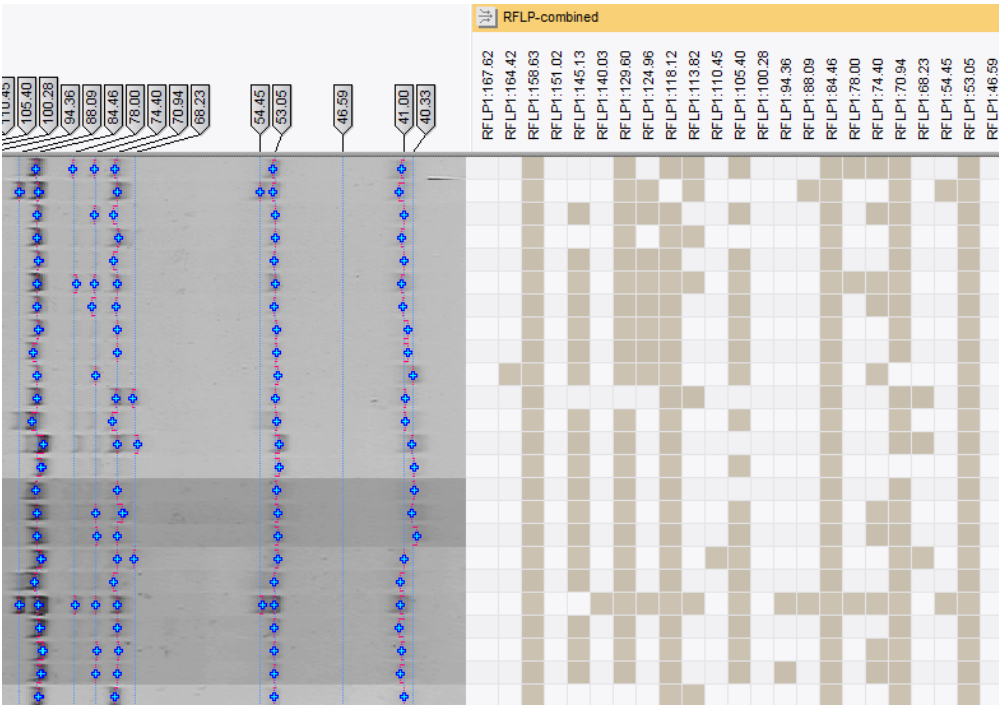 RFLP-combined
110.45
105.40
100.28
94.36
88.09
84.46
78.00
74.40
70.94
68.23
54.45
53.05
46.59
41.00
40.33
RFLP1:167.62
RFLP1:164.42
RFLP1:158.63
RFLP1:151.02
RFLP1:145.13
RFLP1:140.03
RFLP1:129.60
RFLP1:124.96
RFLP1:118.12
RFLP1:113.82
RFLP1:110.45
RFLP1:105.40
RFLP1:100.28
RFLP1:94.36
RFLP1:88.09
RFLP1:84.46
RFLP1:78.00
RFLP1:74.40
RFLP1:70.94
RFLP1:68.23
RFLP1:54.45
RFLP1:53.05
RFLP1:46.59